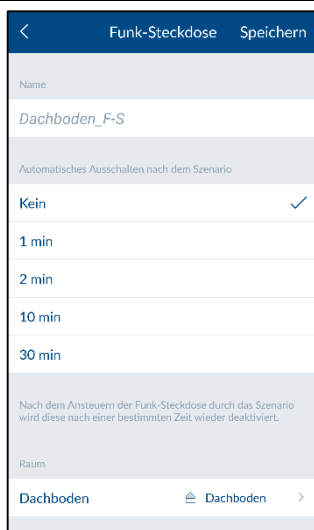 Funk-Steckdose Speichern
Name
Dachboden_F-S
Automatisches Ausschalten nach dem Szenario
Kein
1 min
2 min
10 min
30 min
Nach dem Ansteuern der Funk-Steckdose durch das Szenario
wird diese nach einer bestimmten Zeit wieder deaktiviert.
Raum
Dachboden Dachboden